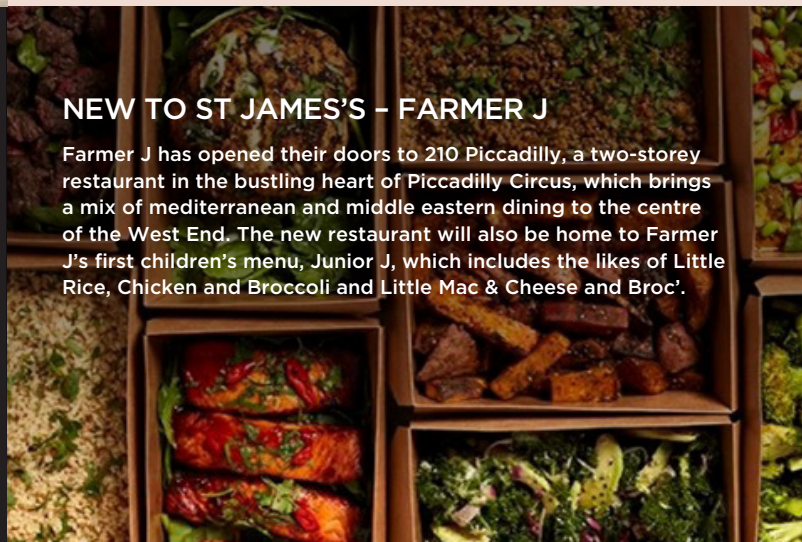 NEW TO ST JAMES’S – FARMER J
Farmer J has opened their doors to 210 Piccadilly, a two-storey
restaurant in the bustling heart of Piccadilly Circus, which brings
a mix of mediterranean and middle eastern dining to the centre
of the West End. The new restaurant will also be home to Farmer
J’s first children’s menu, Junior J, which includes the likes of Little
Rice, Chicken and Broccoli and Little Mac & Cheese and Broc’.